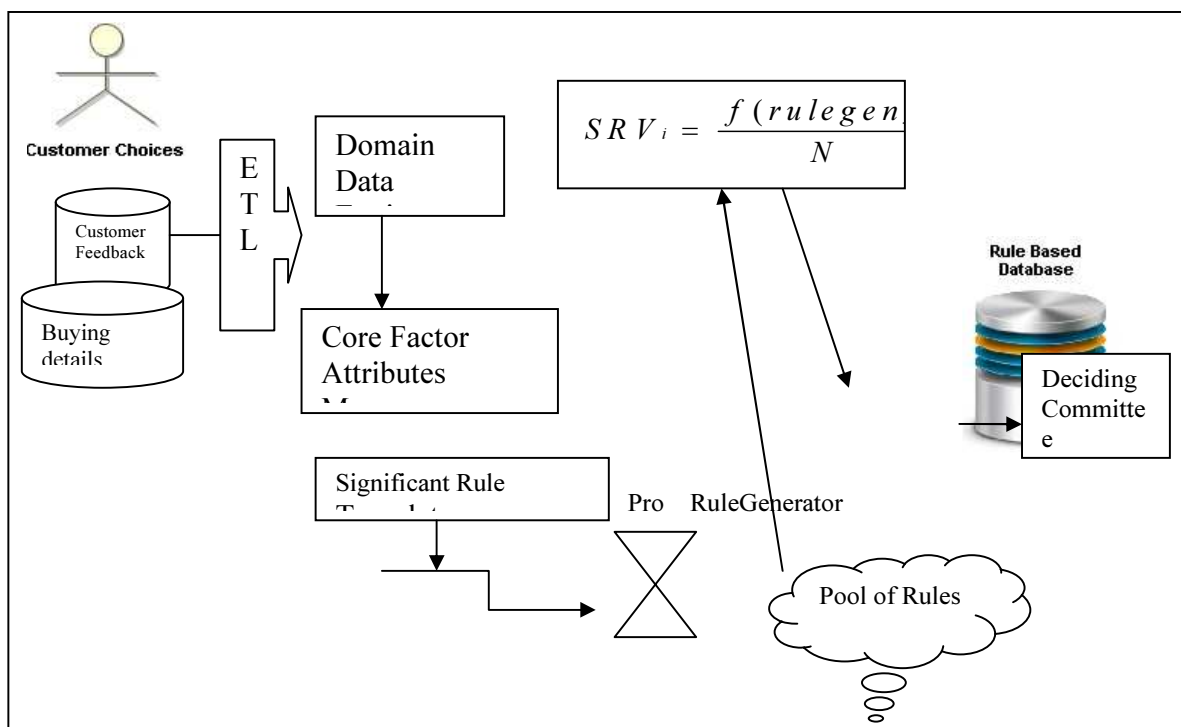 Customer Choices
Customer
Feedback
Buying
details
E
T
L
Domain
Data
Core Factor
Attributes
Significant Rule
Pro RuleGenerator
SRV i = f(rulegen
N
Pool of Rules
Rule Based
Database
Deciding
Committe
e